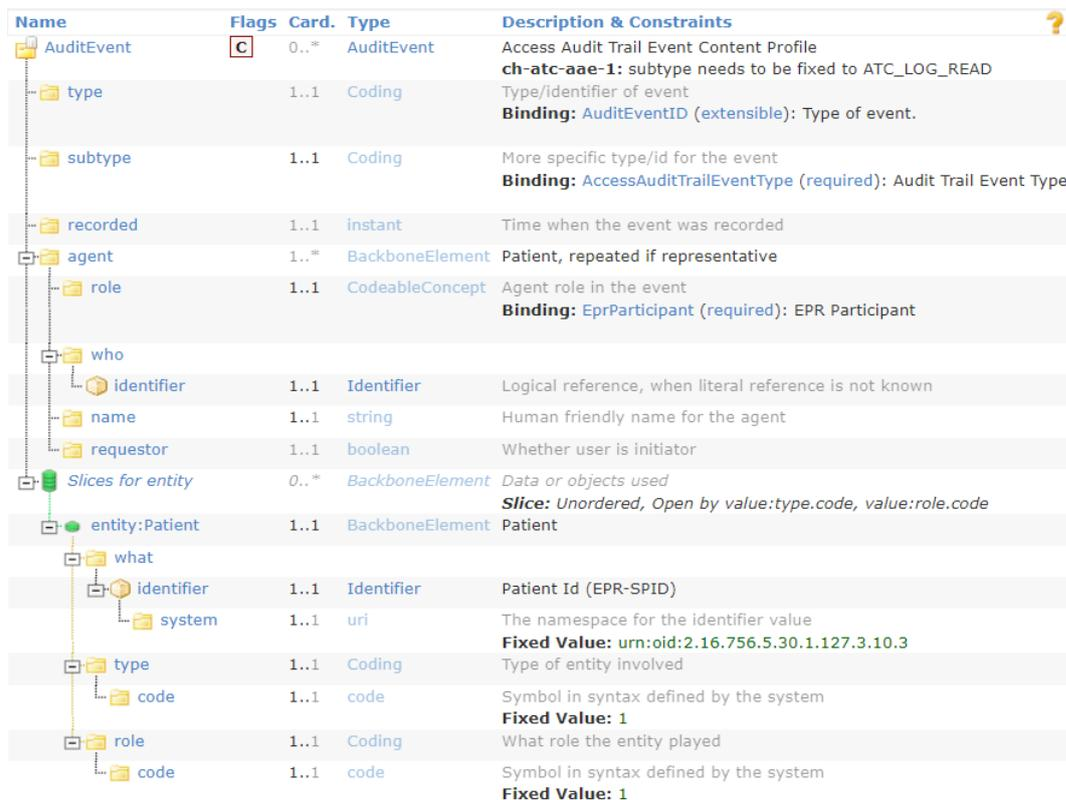 Name Flags Card. Type Description & Constraints ?
AuditEvent C 0..* AuditEvent Access Audit Trail Event Content Profile
ch-atc-aae-1: subtype needs to be fixed to ATC_LOG_READ
type 1..1 Coding Type/identifier of event
Binding: AuditEventID (extensible): Type of event.
subtype 1..1 Coding More specific type/id for the event
Binding: AccessAuditTrailEventType (required): Audit Trail Event Type
recorded 1..1 instant Time when the event was recorded
agent 1..* BackboneElement Patient, repeated if representative
role 1..1 CodeableConcept Agent role in the event
Binding: EprParticipant (required): EPR Participant
who
identifier 1..1 Identifier Logical reference, when literal reference is not known
name 1..1 string Human friendly name for the agent
requestor 1..1 boolean Whether user is initiator
Slices for entity 0..* BackboneElement Data or objects used
Slice: Unordered, Open by value:type.code, value:role.code
entity:Patient 1..1 BackboneElement Patient
what
identifier 1..1 Identifier Patient Id (EPR-SPID)
system 1..1 uri The namespace for the identifier value
Fixed Value: urn:oid:2.16.756.5.30.1.127.3.10.3
type 1..1 Coding Type of entity involved
code 1..1 code Symbol in syntax defined by the system
Fixed Value: 1
role 1..1 Coding What role the entity played
code 1..1 code Symbol in syntax defined by the system
Fixed Value: 1